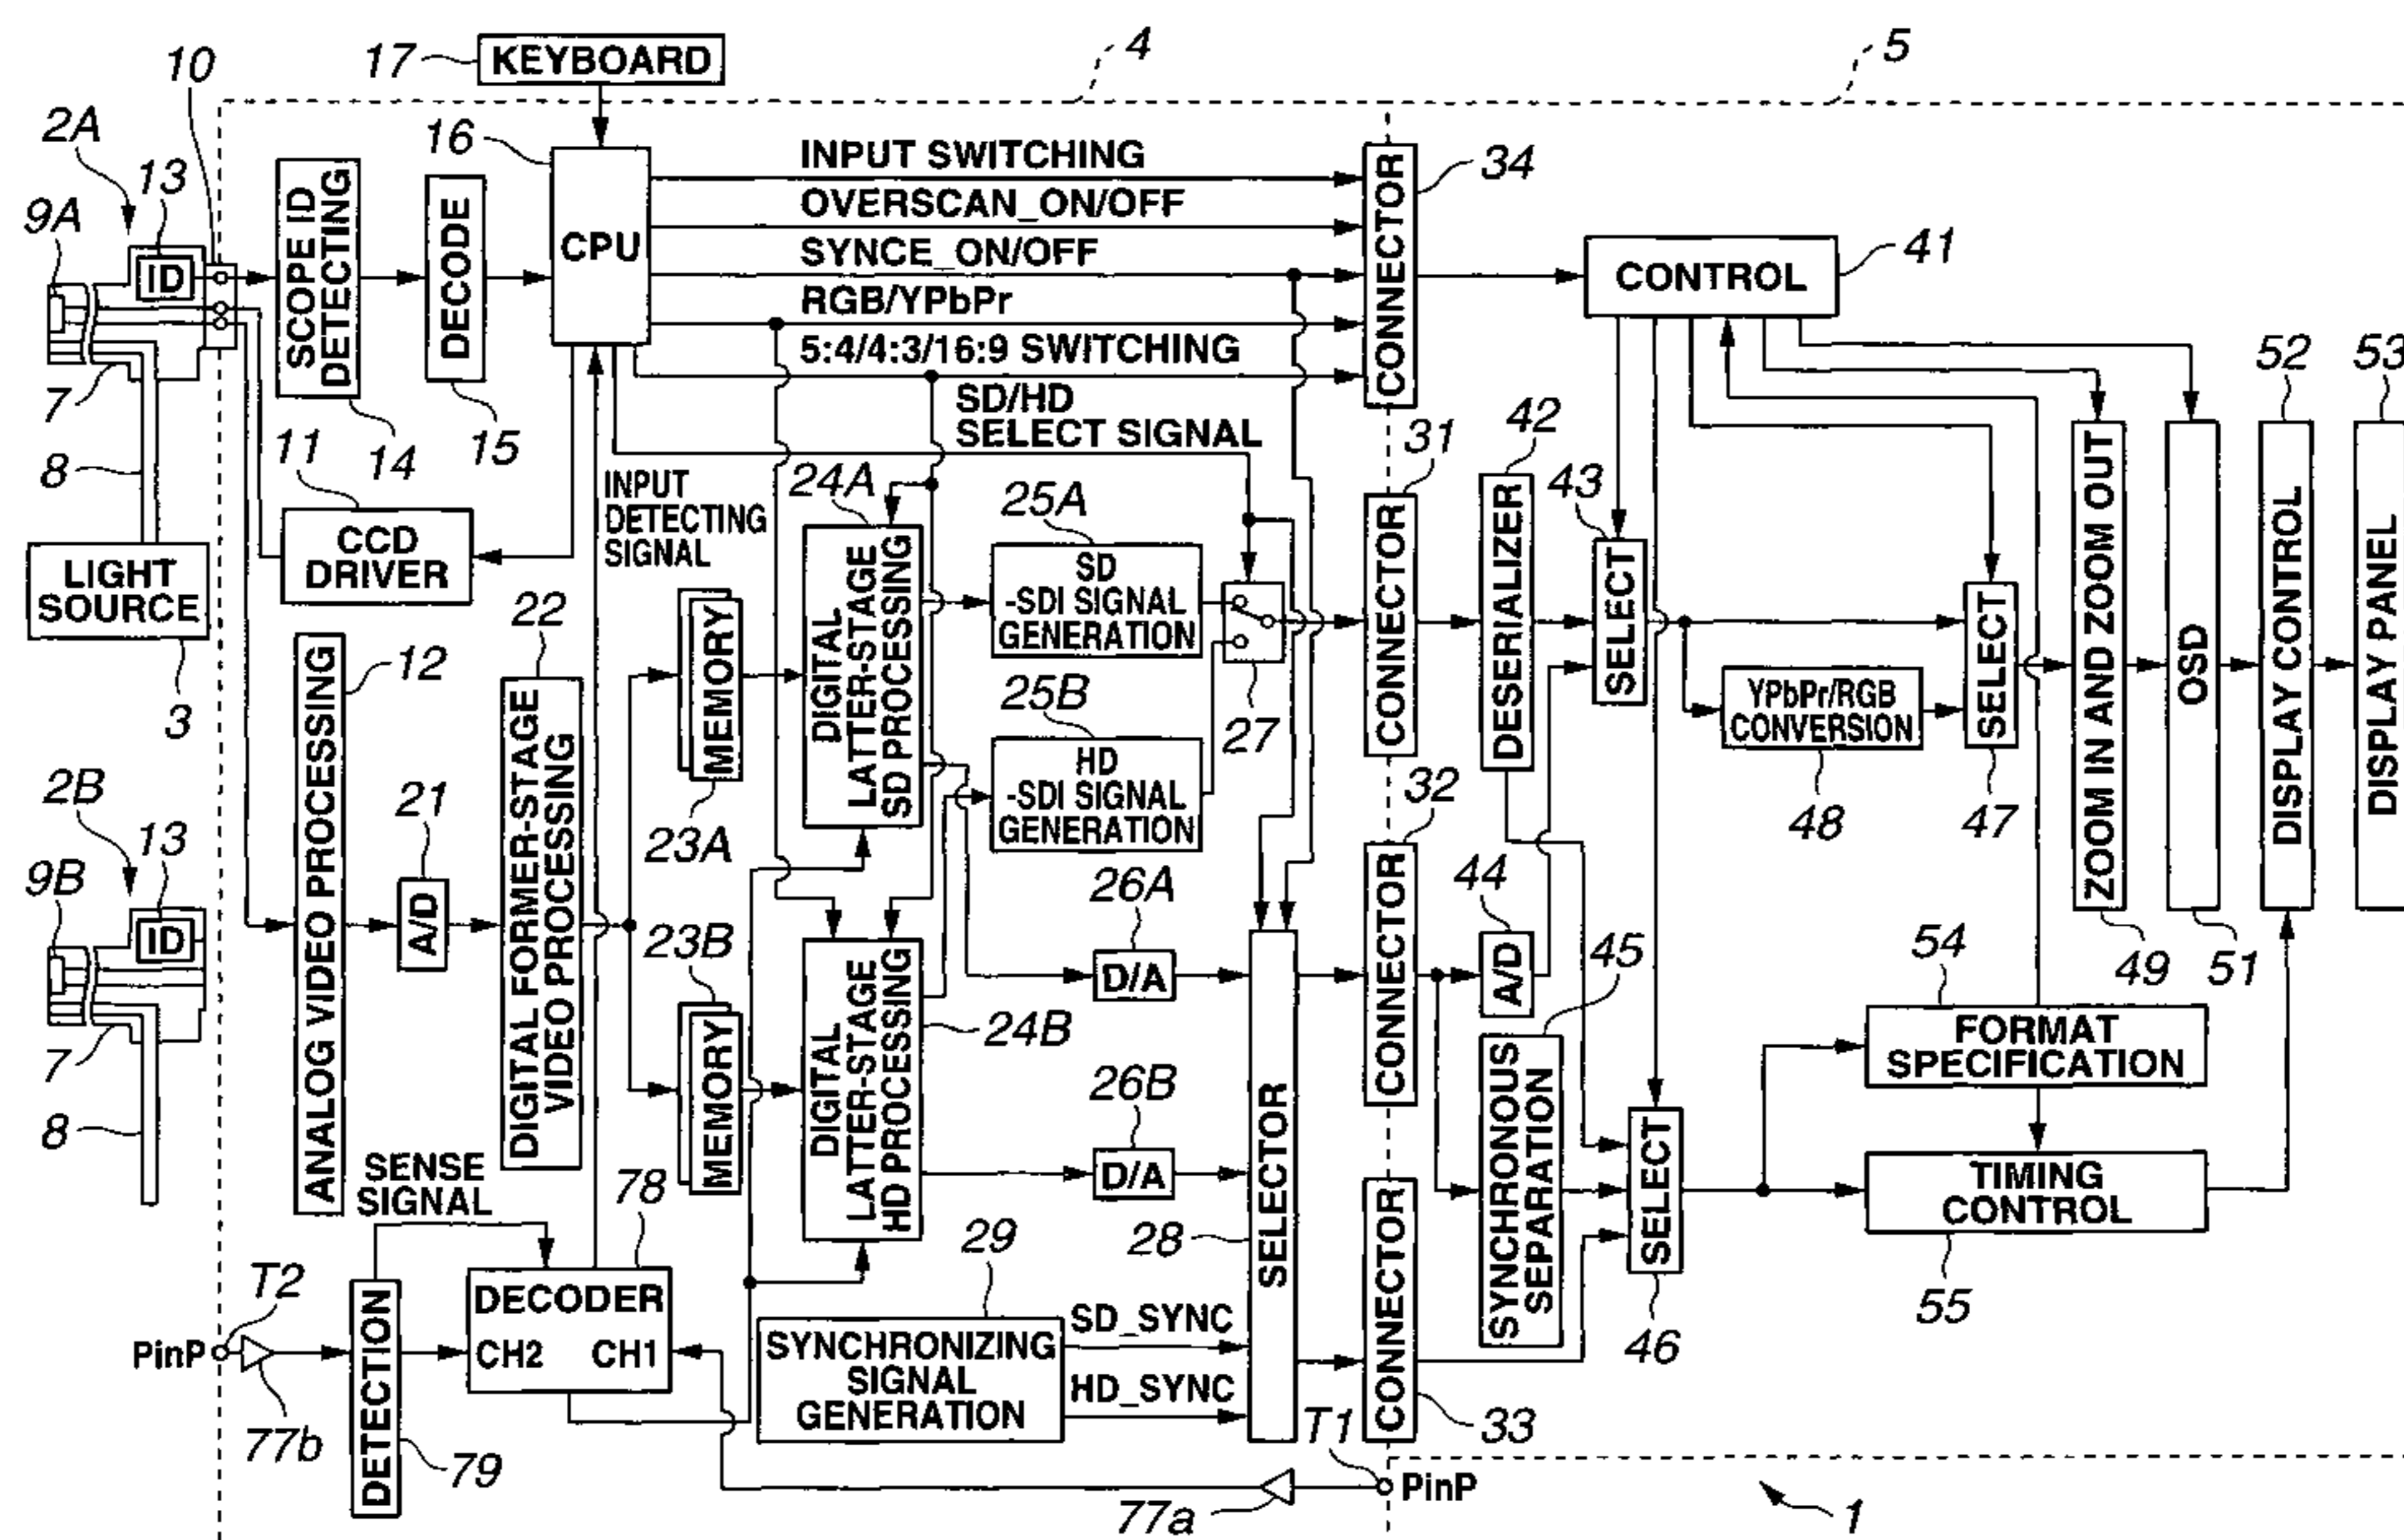 17
KEYBOARD
4
5
10
2A
16
13
9A
ID
SCOPE ID
DETECTING
DECODE
CPU
INPUT SWITCHING
OVERSCAN_ON/OFF
SYNCE_ON/OFF
RGB/YPbPr
5:4/4:3/16:9 SWITCHING
SD/HD
SELECT SIGNAL
CONNECTOR
34
CONTROL
41
7
8
11
14
15
CCD
DRIVER
LIGHT
SOURCE
3
INPUT
DETECTING
SIGNAL
24A
25A
SD
-SDI SIGNAL
GENERATION
25B
HD
-SDI SIGNAL
GENERATION
27
31
CONNECTOR
42
DESERIALIZER
43
SELECT
YPbPr/RGB
CONVERSION
48
SELECT
47
ZOOM IN AND ZOOM OUT
49
OSD
51
52
DISPLAY CONTROL
53
DISPLAY PANEL
12
ANALOG VIDEO PROCESSING
21
A/D
22
DIGITAL FORMER-STAGE
VIDEO PROCESSING
MEMORY
23A
DIGITAL
LATTER-STAGE
SD PROCESSING
23B
MEMORY
DIGITAL
LATTER-STAGE
HD PROCESSING
24B
26A
D/A
26B
D/A
28
SELECTOR
32
CONNECTOR
44
A/D
45
SYNCHRONOUS
SEPARATION
SELECT
46
54
FORMAT
SPECIFICATION
TIMING
CONTROL
55
2B
13
9B
ID
7
8
SENSE
SIGNAL
78
DECODER
CH2
CH1
T2
PinP
77b
DETECTION
79
29
SYNCHRONIZING
SIGNAL
GENERATION
SD_SYNC
HD_SYNC
CONNECTOR
33
T1
PinP
77a
1